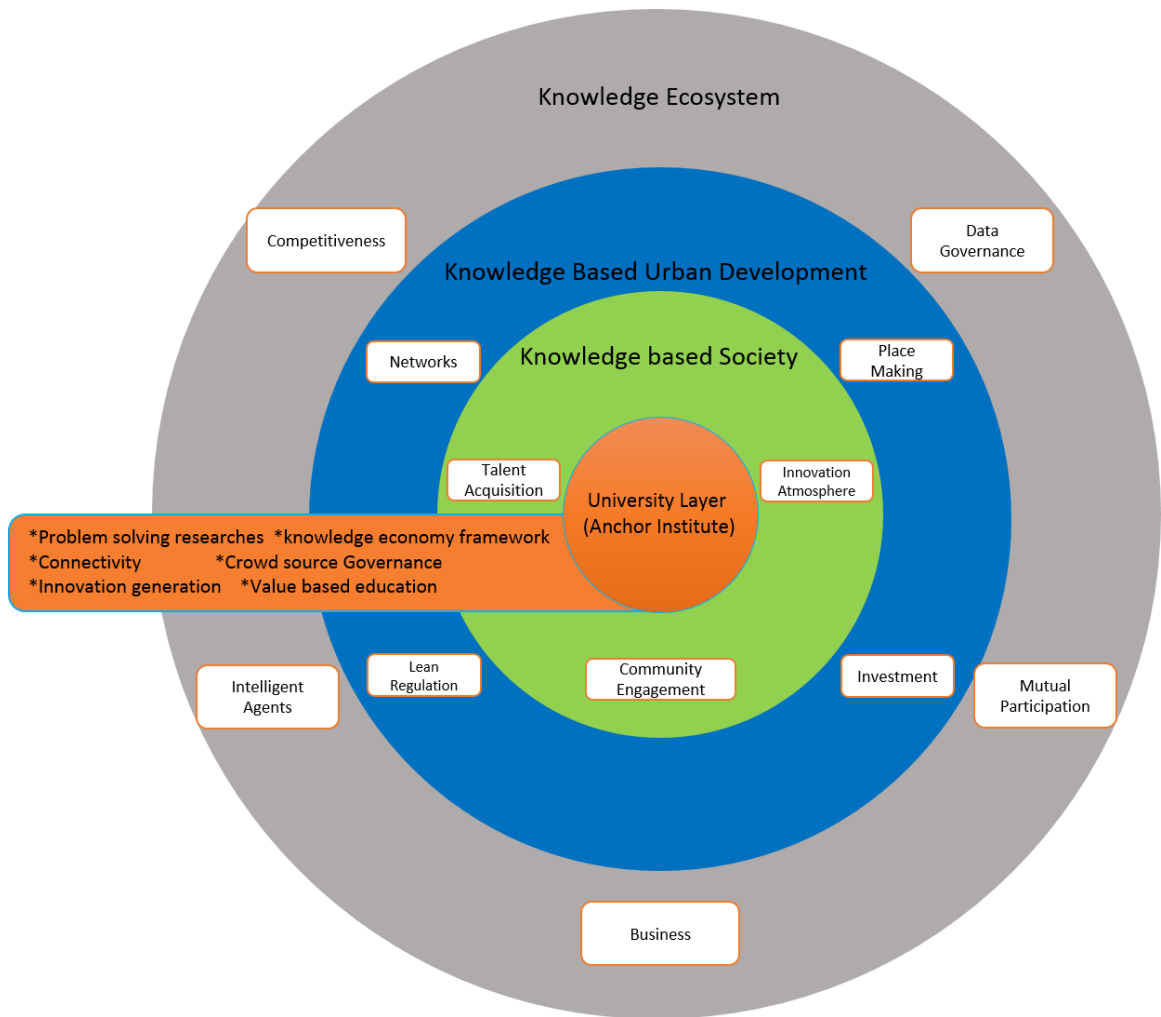 Knowledge Ecosystem
Competitiveness
Data
Governance
Knowledge Based Urban Development
Networks
Place
Making
Knowledge based Society
Talent
Acquisition
Innovation
Atmosphere
University Layer
(Anchor Institute)
*Problem solving researches *knowledge economy framework
*Connectivity *Crowd source Governance
*Innovation generation *Value based education
Lean
Regulation
Community
Engagement
Investment
Intelligent
Agents
Mutual
Participation
Business